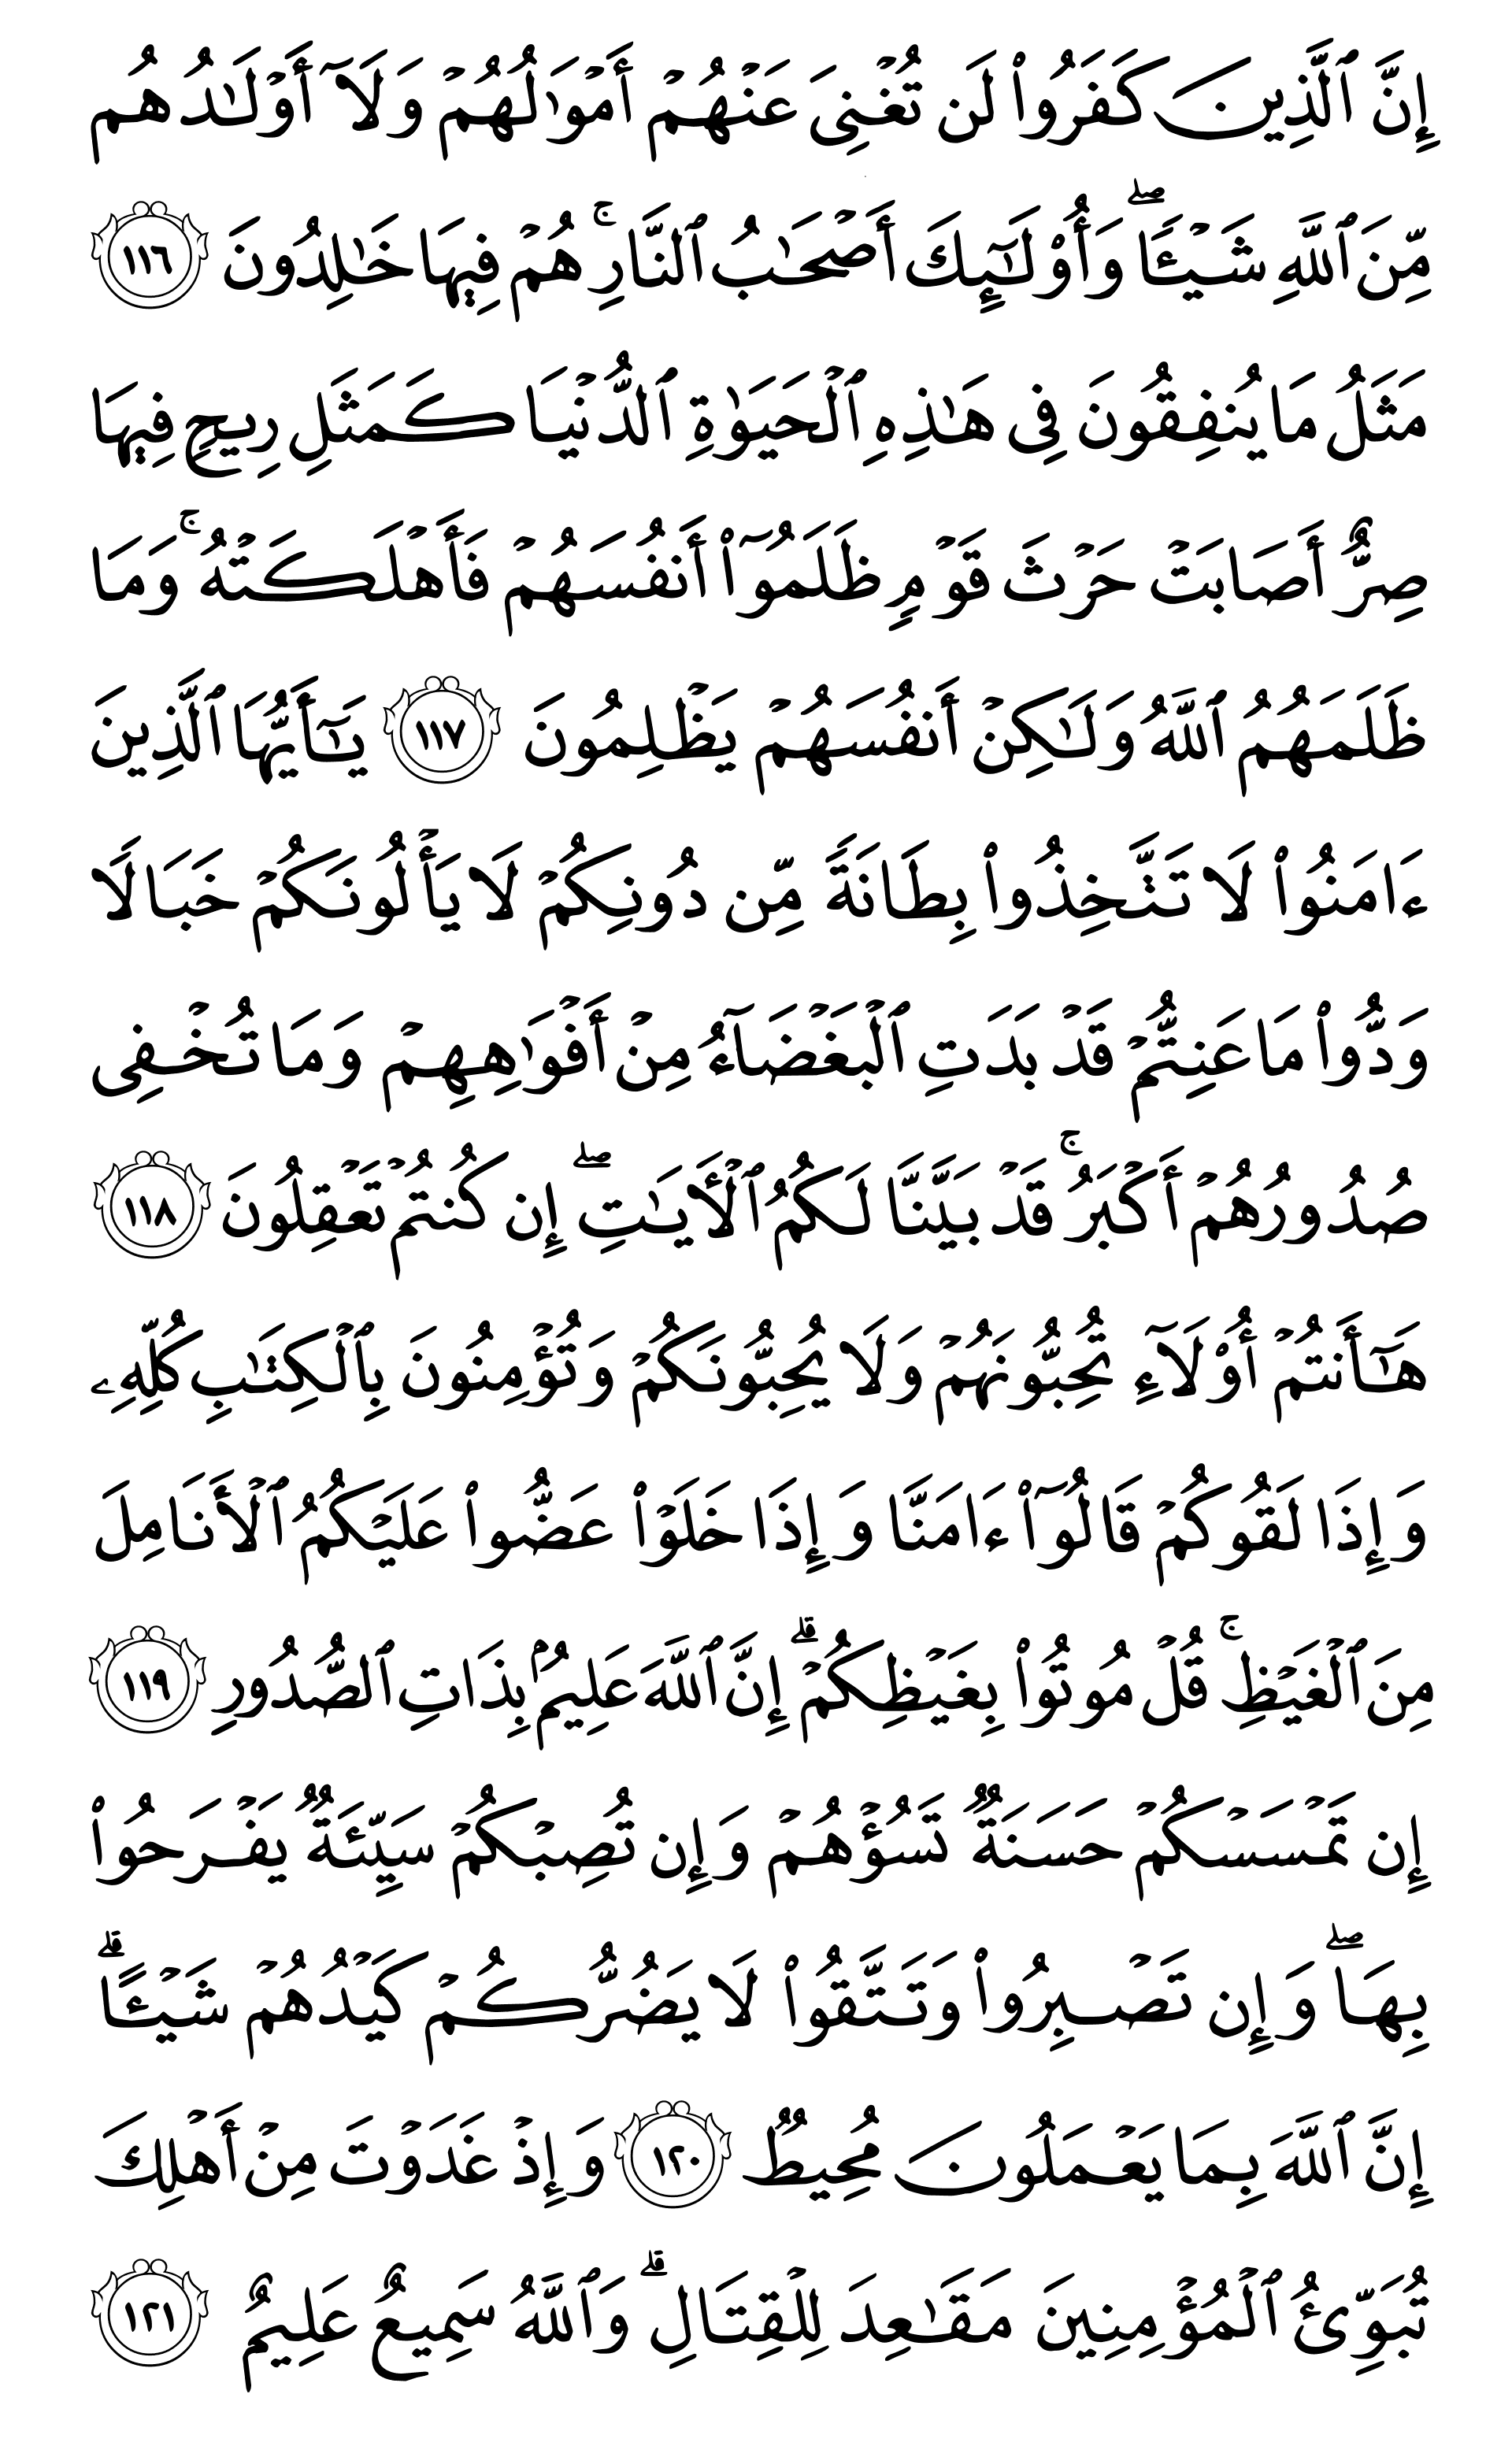 إِنَّ ٱلَّذِينَ كَفَرُوا۟ لَن تُغْنِىَ عَنْهُمْ أَمْوَٰلُهُمْ وَلَآ أَوْلَـٰدُهُم
مِّنَ ٱللَّهِ شَيْـًٔا ۖ وَأُو۟لَـٰٓئِكَ أَصْحَـٰبُ ٱلنَّارِ ۚ هُمْ فِيهَا خَـٰلِدُونَ ١١٦
مَثَلُ مَا يُنفِقُونَ فِى هَـٰذِهِ ٱلْحَيَوٰةِ ٱلدُّنْيَا كَمَثَلِ رِيحٍ فِيهَا
صِرٌّ أَصَابَتْ حَرْثَ قَوْمٍ ظَلَمُوٓا۟ أَنفُسَهُمْ فَأَهْلَكَتْهُ ۚ وَمَا
ظَلَمَهُمُ ٱللَّهُ وَلَـٰكِنْ أَنفُسَهُمْ يَظْلِمُونَ ١١٧ يَـٰٓأَيُّهَا ٱلَّذِينَ
ءَامَنُوا۟ لَا تَتَّخِذُوا۟ بِطَانَةً مِّن دُونِكُمْ لَا يَأْلُونَكُمْ خَبَالًا
وَدُّوا۟ مَا عَنِتُّمْ قَدْ بَدَتِ ٱلْبَغْضَآءُ مِنْ أَفْوَٰهِهِمْ وَمَا تُخْفِى
صُدُورُهُمْ أَكْبَرُ ۚ قَدْ بَيَّنَّا لَكُمُ ٱلْـَٔايَـٰتِ ۖ إِن كُنتُمْ تَعْقِلُونَ ١١٨
هَـٰٓأَنتُمْ أُو۟لَآءِ تُحِبُّونَهُمْ وَلَا يُحِبُّونَكُمْ وَتُؤْمِنُونَ بِٱلْكِتَـٰبِ كُلِّهِۦ
وَإِذَا لَقُوكُمْ قَالُوٓا۟ ءَامَنَّا وَإِذَا خَلَوْا۟ عَضُّوا۟ عَلَيْكُمُ ٱلْأَنَامِلَ
مِنَ ٱلْغَيْظِ ۚ قُلْ مُوتُوا۟ بِغَيْظِكُمْ ۗ إِنَّ ٱللَّهَ عَلِيمٌۢ بِذَاتِ ٱلصُّدُورِ ١١٩
إِن تَمْسَسْكُمْ حَسَنَةٌ تَسُؤْهُمْ وَإِن تُصِبْكُمْ سَيِّئَةٌ يَفْرَحُوا۟
بِهَا ۖ وَإِن تَصْبِرُوا۟ وَتَتَّقُوا۟ لَا يَضُرُّكُمْ كَيْدُهُمْ شَيْـًٔا ۗ
إِنَّ ٱللَّهَ بِمَا يَعْمَلُونَ مُحِيطٌ ١٢٠ وَإِذْ غَدَوْتَ مِنْ أَهْلِكَ
تُبَوِّئُ ٱلْمُؤْمِنِينَ مَقَـٰعِدَ لِلْقِتَالِ ۗ وَٱللَّهُ سَمِيعٌ عَلِيمٌ ١٢١